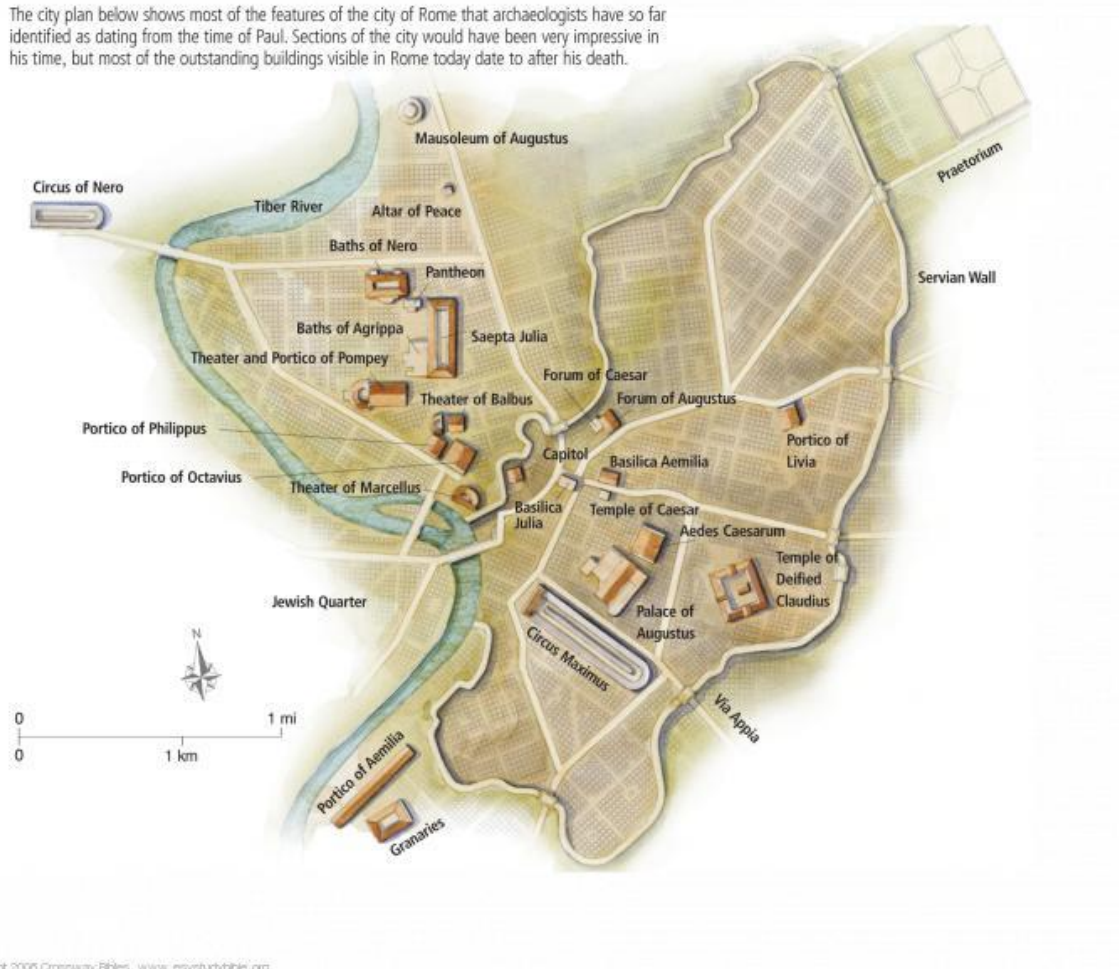 The city plan below shows most of the features of the city of Rome that archaeologists have so far
identified as dating from the time of Paul. Sections of the city would have been very impressive in
his time, but most of the outstanding buildings visible in Rome today date to after his death.
Mausoleum of Augustus
Praetorium
Circus of Nero
Tiber River
Altar of Peace
Baths of Nero
Pantheon
Servian Wall
Baths of Agrippa
Saepta Julia
Theater and Portico of Pompey
Forum of Caesar
Theater of Balbus
Forum of Augustus
Portico of Philippus
Portico of
Livia
Capitol
Basilica Aemilia
Portico of Octavius
Theater of Marcellus
Basilica
Julia
Temple of Caesar
Aedes Caesarum
Temple of
Deified
Claudius
Jewish Quarter
Palace of
Augustus
Circus Maximus
N
Via Appia
0
1 mi
0
1 km
Portico of Aemilia
Granaries
2008 Crossway Bibles www.esvstudybible.org